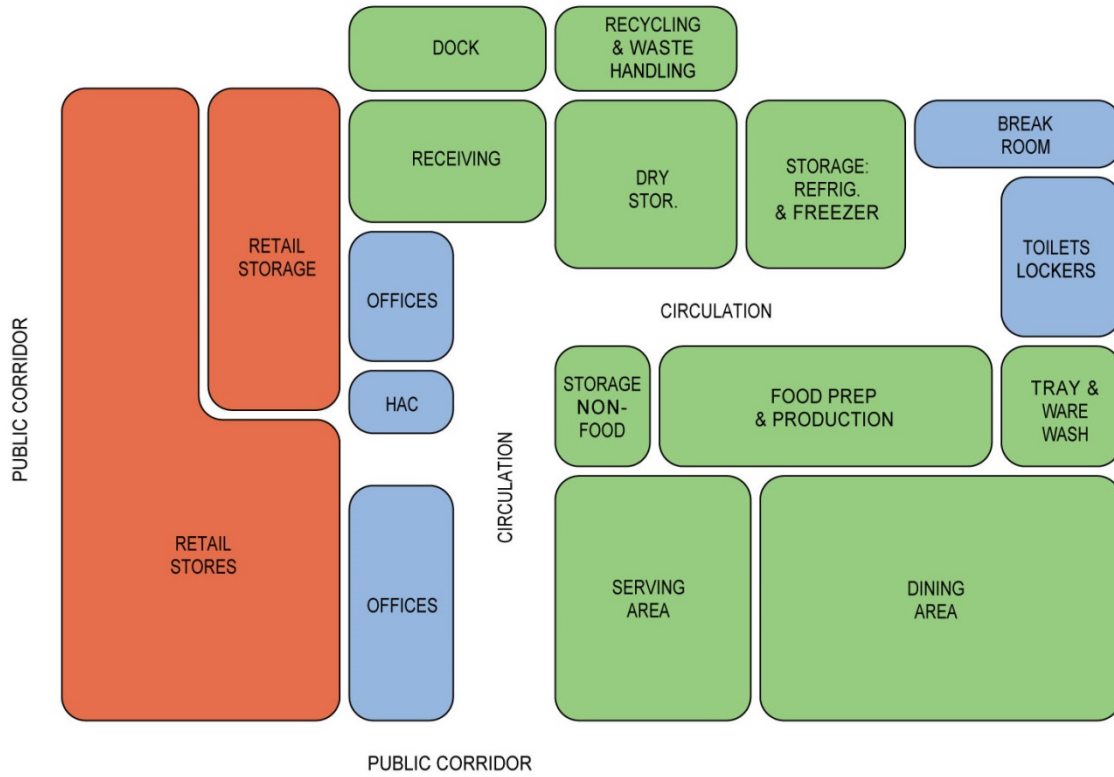 DOCK
RECYCLING
& WASTE
HANDLING
RECEIVING
DRY
STOR.
STORAGE:
REFRIG.
& FREEZER
BREAK
ROOM
RETAIL
STORAGE
OFFICES
TOILETS
LOCKERS
CIRCULATION
PUBLIC CORRIDOR
HAC
STORAGE
NON-
FOOD
FOOD PREP
& PRODUCTION
TRAY &
WARE
WASH
CIRCULATION
RETAIL
STORES
OFFICES
SERVING
AREA
DINING
AREA
PUBLIC CORRIDOR